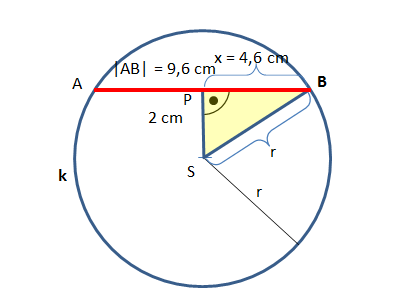 x = 4,6 cm
|AB| = 9,6 cm
A
B
P
2 cm
r
k
S
r